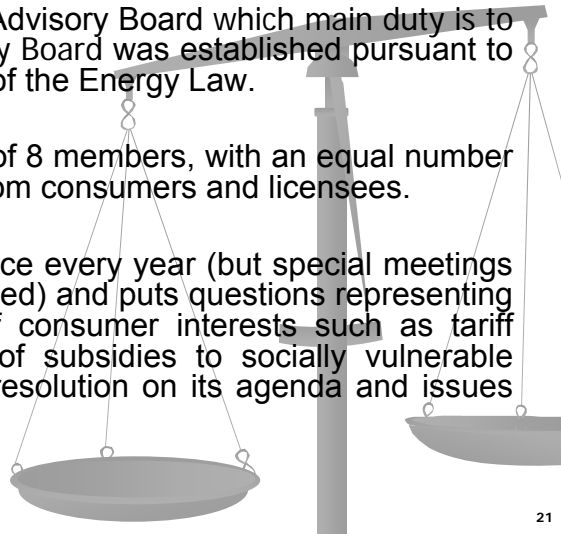 Advisory Board which main duty is to
y Board was established pursuant to
of the Energy Law.
of 8 members, with an equal number
om consumers and licensees.
ce every year (but special meetings
ed) and puts questions representing
f consumer interests such as tariff
of subsidies to socially vulnerable
resolution on its agenda and issues
21